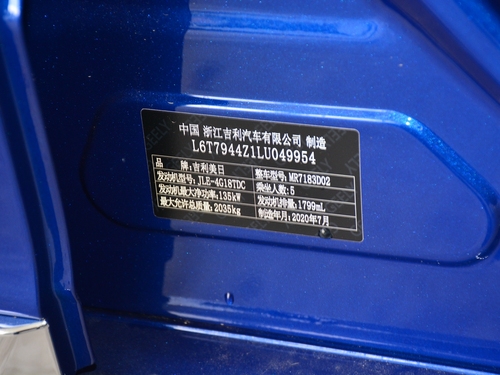 中国 浙江吉利汽车有限公司 制造
L6T7944Z1LU049954
品 牌:吉利美日 整车型号:MR7183D02
发动机型号:JLE-4G18TDC 乘坐人数:5
发动机最大净功率:135kW 发动机排量:1799mL
最大允许总质量:2035kg 制造年月:2020年7月